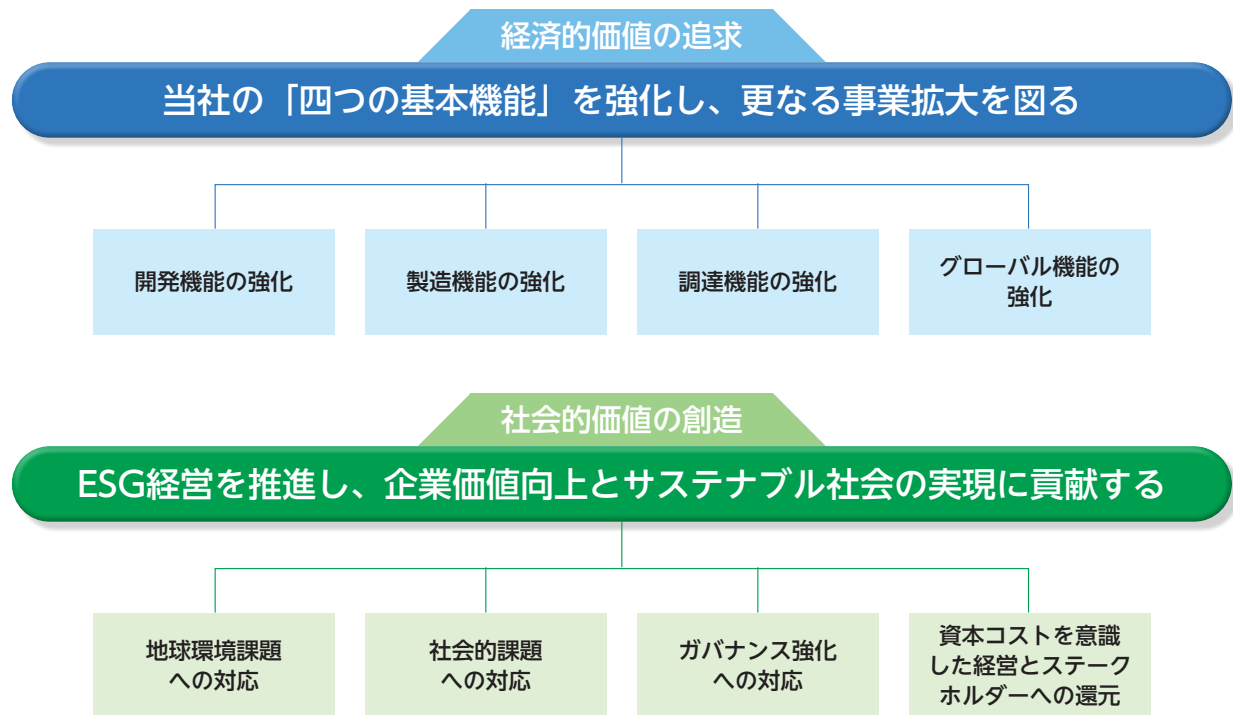 経済的価値の追求
当社の「四つの基本機能」を強化し、更なる事業拡大を図る
開発機能の強化
製造機能の強化
調達機能の強化
グローバル機能の
強化
社会的価値の創造
ESG経営を推進し、企業価値向上とサステナブル社会の実現に貢献する
地球環境課題
への対応
社会的課題
への対応
ガバナンス強化
への対応
資本コストを意識
した経営とステーク
ホルダーへの還元